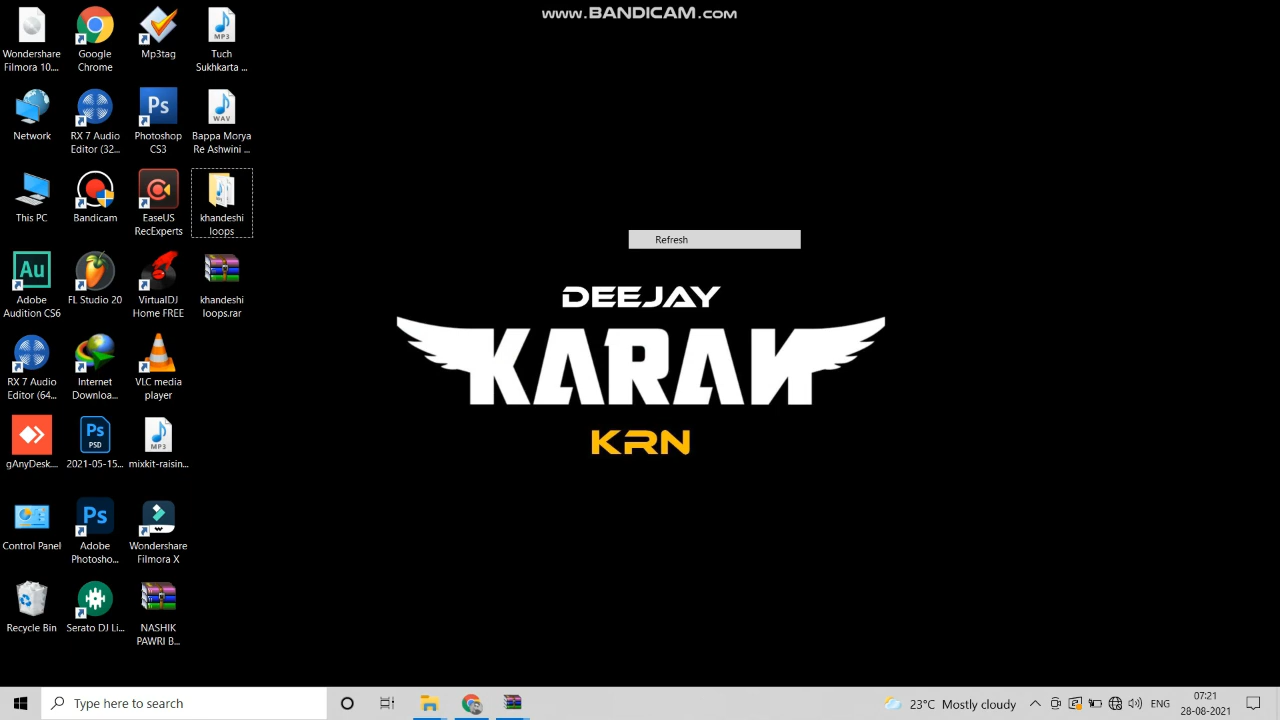 www.BANDICAM.com
Wondershare
Filmora 10....
Google
Chrome
Mp3tag
MP3
Tuch
Sukhkarta ...
Network
RX 7 Audio
Editor (32...
Ps
Photoshop
CS3
WAV
Bappa Morya
Re Ashwini ...
This PC
Bandicam
EaseUS
RecExperts
khandeshi
loops
Refresh
Au
Adobe
Audition CS6
FL Studio 20
VirtualDJ
Home FREE
khandeshi
loops.rar
DEEJAY
KARAN
KRN
RX 7 Audio
Editor (64...
Internet
Downloa...
VLC media
player
gAnyDesk...
Ps
PSD
2021-05-15...
MP3
mixkit-raisin...
Control Panel
Ps
Adobe
Photosho...
Wondershare
Filmora X
Recycle Bin
Serato DJ Li...
NASHIK
PAWRI B...
Type here to search
23°C Mostly cloudy
ENG
07:21
28-08-2021